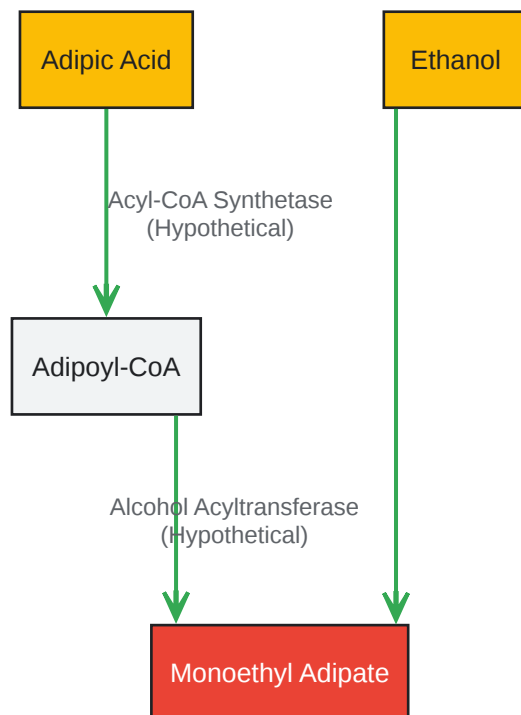 Adipic Acid
Ethanol
Acyl-CoA Synthetase
(Hypothetical)
Adipoyl-CoA
Alcohol Acyltransferase
(Hypothetical)
Monoethyl Adipate